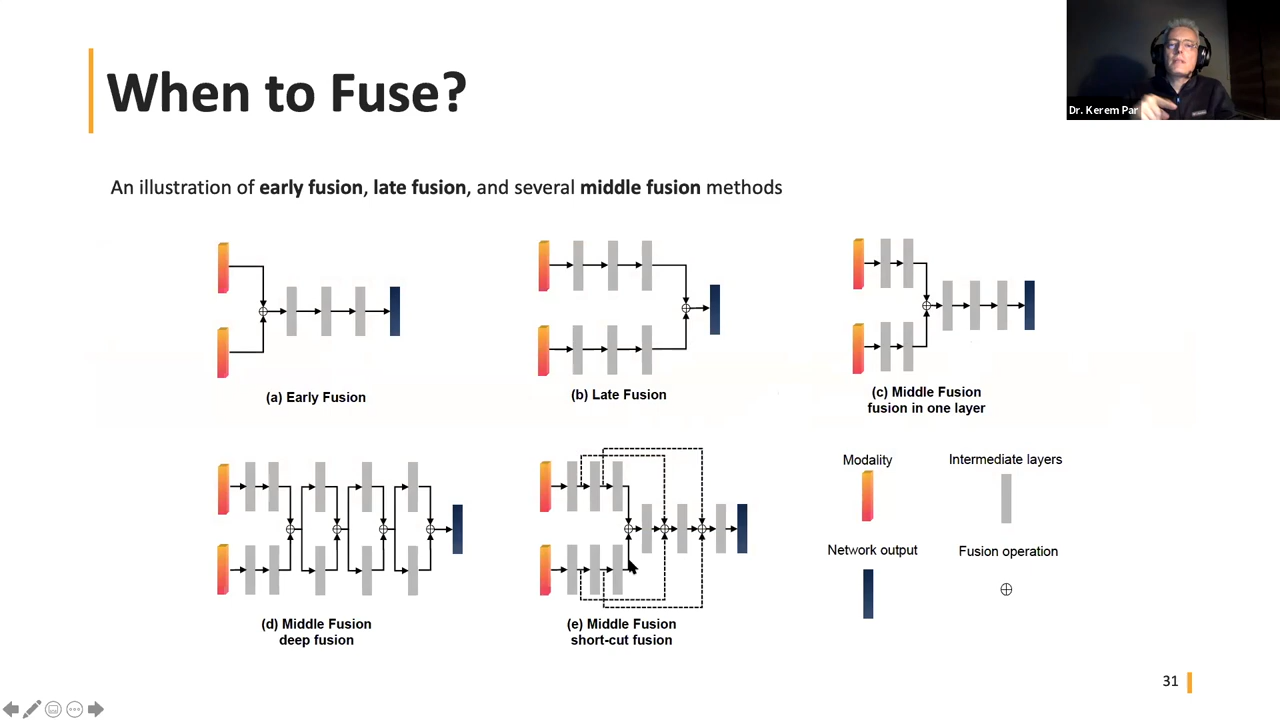 When to Fuse?
Dr. Kerem Par
An illustration of early fusion, late fusion, and several middle fusion methods
(a) Early Fusion
(b) Late Fusion
(c) Middle Fusion
fusion in one layer
Modality
Intermediate layers
Network output
Fusion operation
(d) Middle Fusion
deep fusion
(e) Middle Fusion
short-cut fusion
31